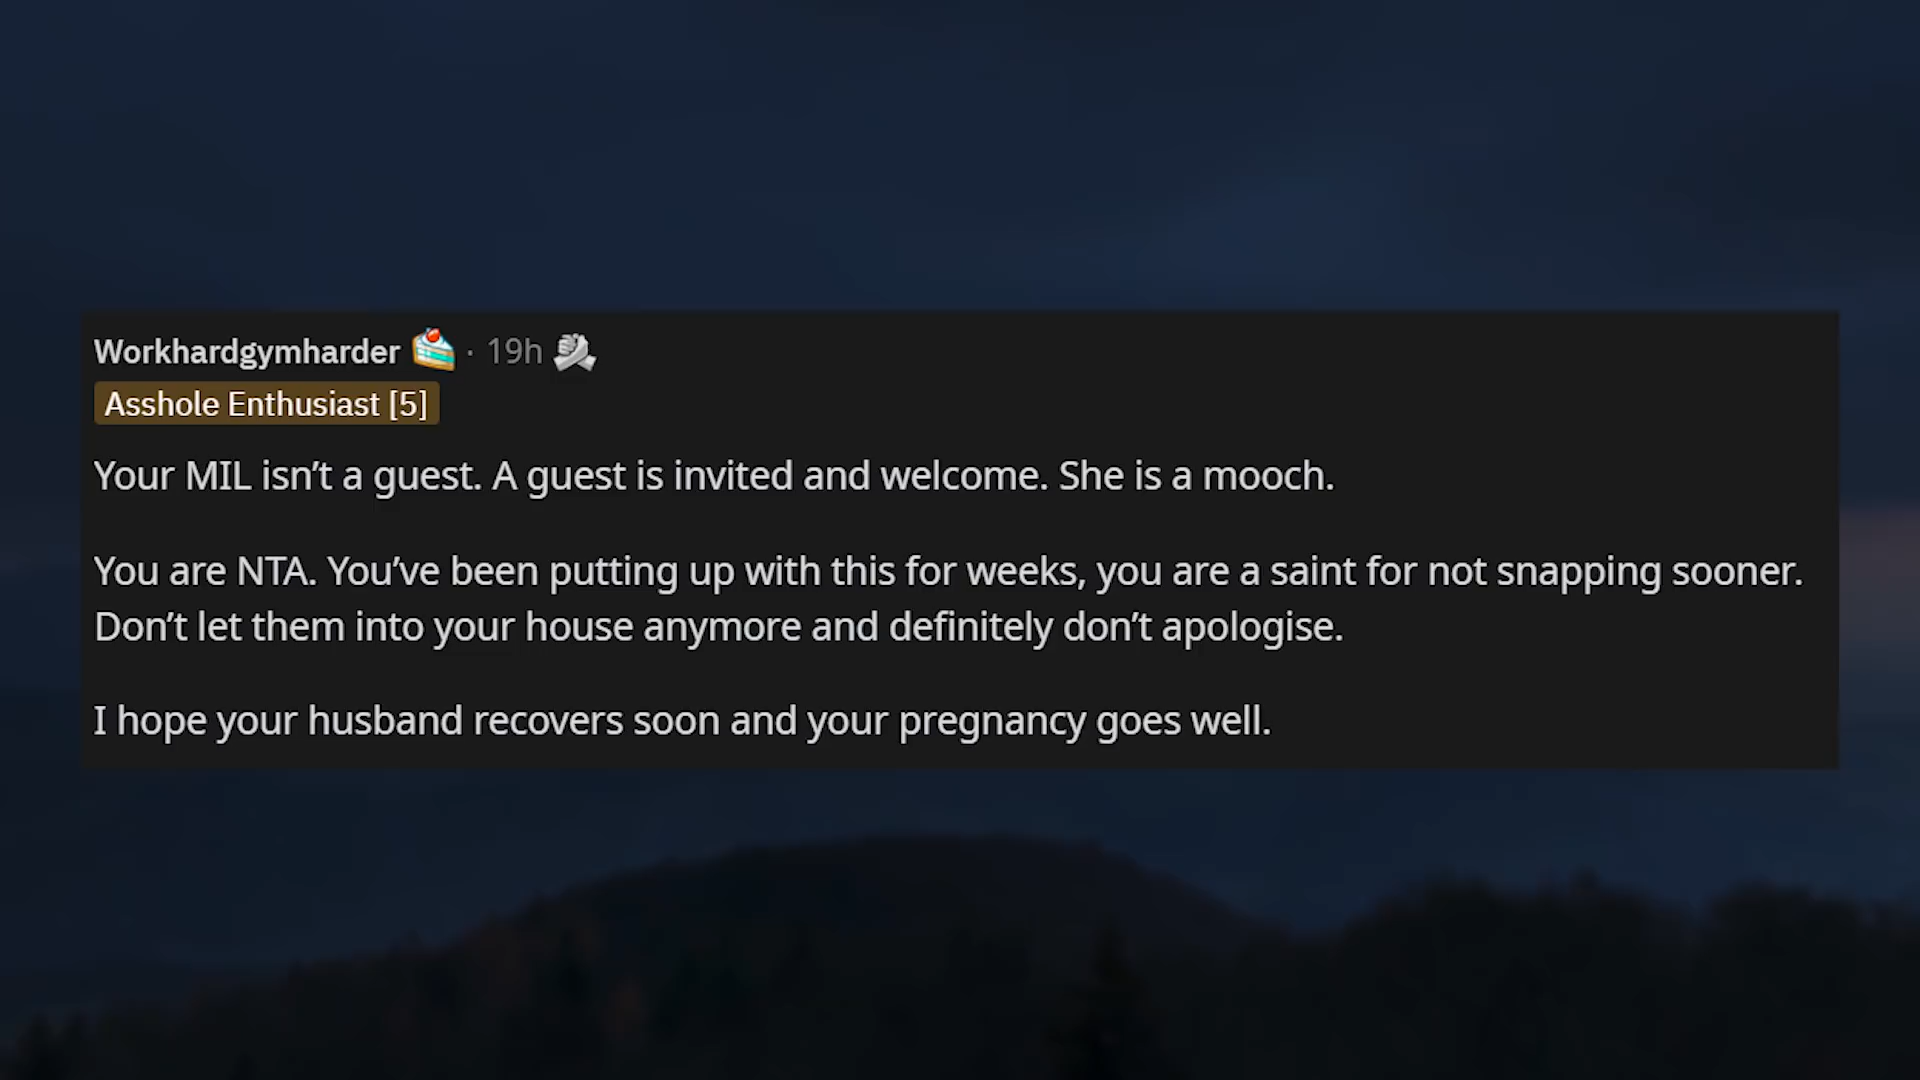 Workhardgymharder · 19h
Asshole Enthusiast [5]
Your MIL isn’t a guest. A guest is invited and welcome. She is a mooch.
You are NTA. You’ve been putting up with this for weeks, you are a saint for not snapping sooner.
Don’t let them into your house anymore and definitely don’t apologise.
I hope your husband recovers soon and your pregnancy goes well.